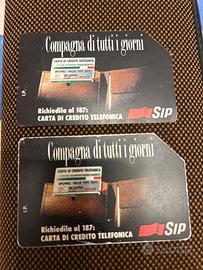 Compagna di tutti i giorni
CARTA DI CREDITO TELEFONICA
I.P.
Richiedila al 187:
CARTA DI CREDITO TELEFONICA
SIP
Compagna di tutti i giorni
CARTA DI CREDITO TELEFONICA
I.P.
Richiedila al 187:
CARTA DI CREDITO TELEFONICA
SIP